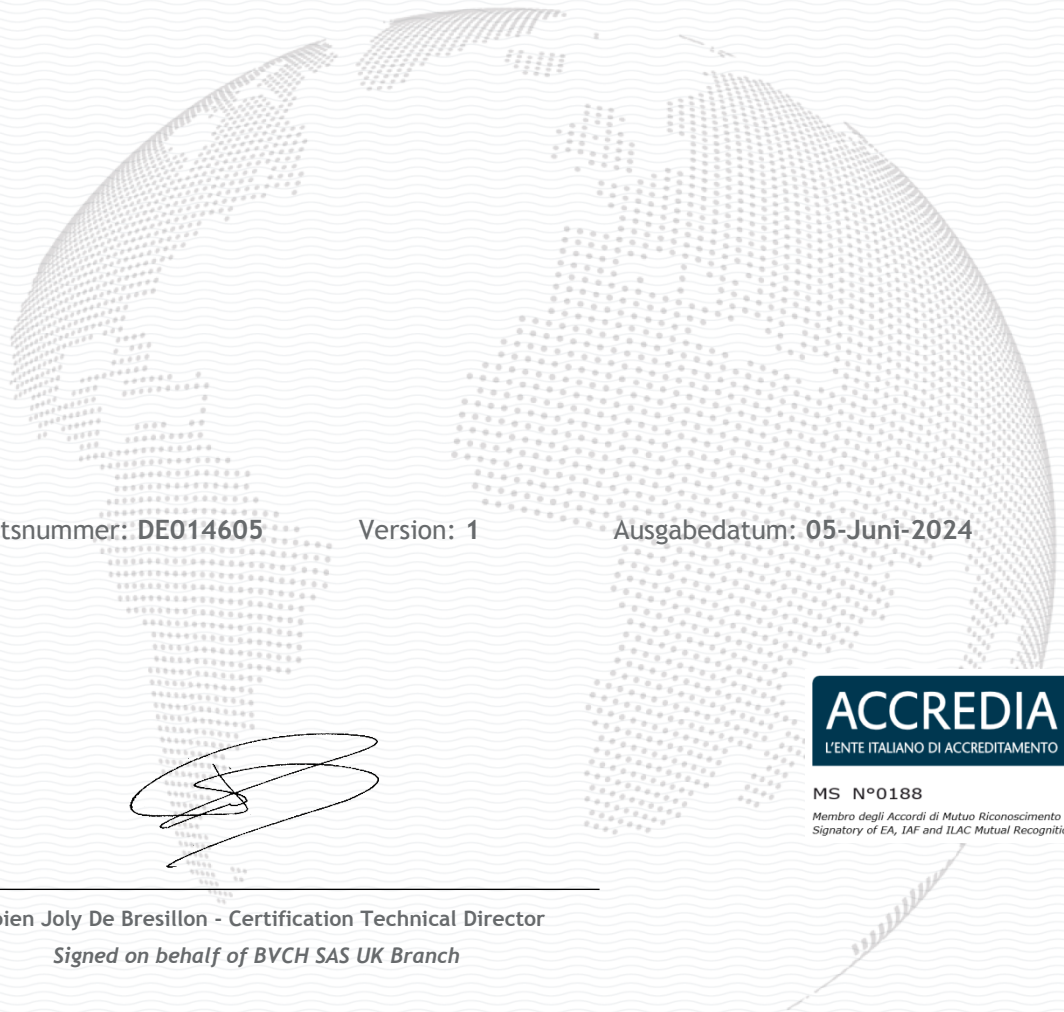 tsnummer: DE014605 Version: 1 Ausgabedatum: 05-Juni-2024
ACCREDIA
L'ENTE ITALIANO DI ACCREDITAMENTO
MS N°0188
Membro degli Accordi di Mutuo Riconoscimento
Signatory of EA, IAF and ILAC Mutual
bien Joly De Bresillon - Certification Technical Director
Signed on behalf of BVCH SAS UK Branch